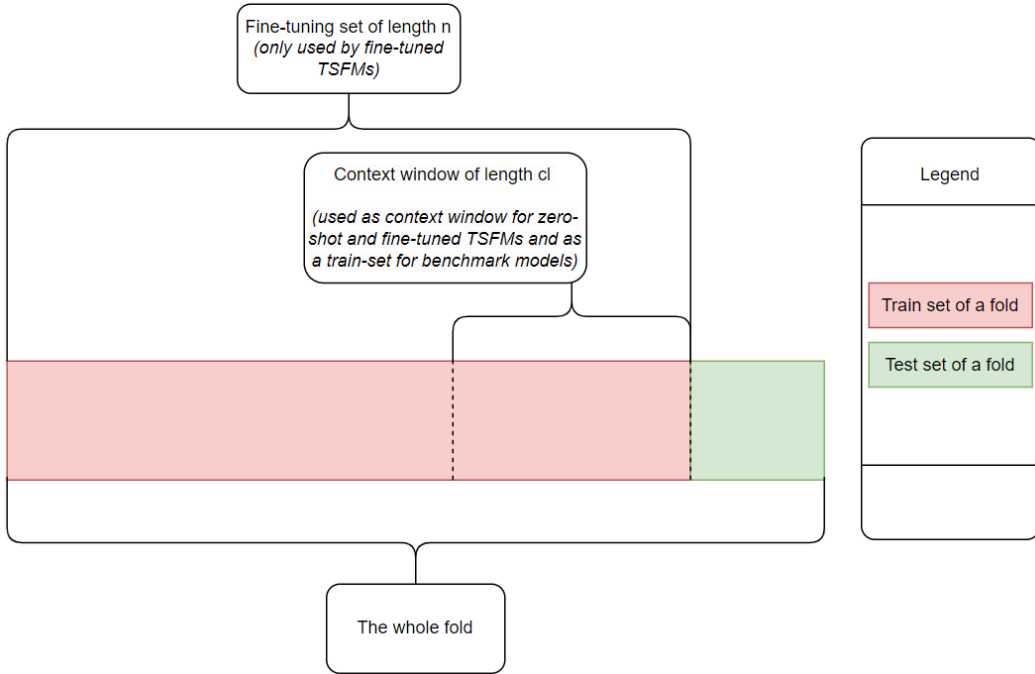 Fine-tuning set of length n
(only used by fine-tuned
TSFMs)
Context window of length cl
(used as context window for zero-
shot and fine-tuned TSFMs and as
a train-set for benchmark models)
Legend
Train set of a fold
Test set of a fold
The whole fold